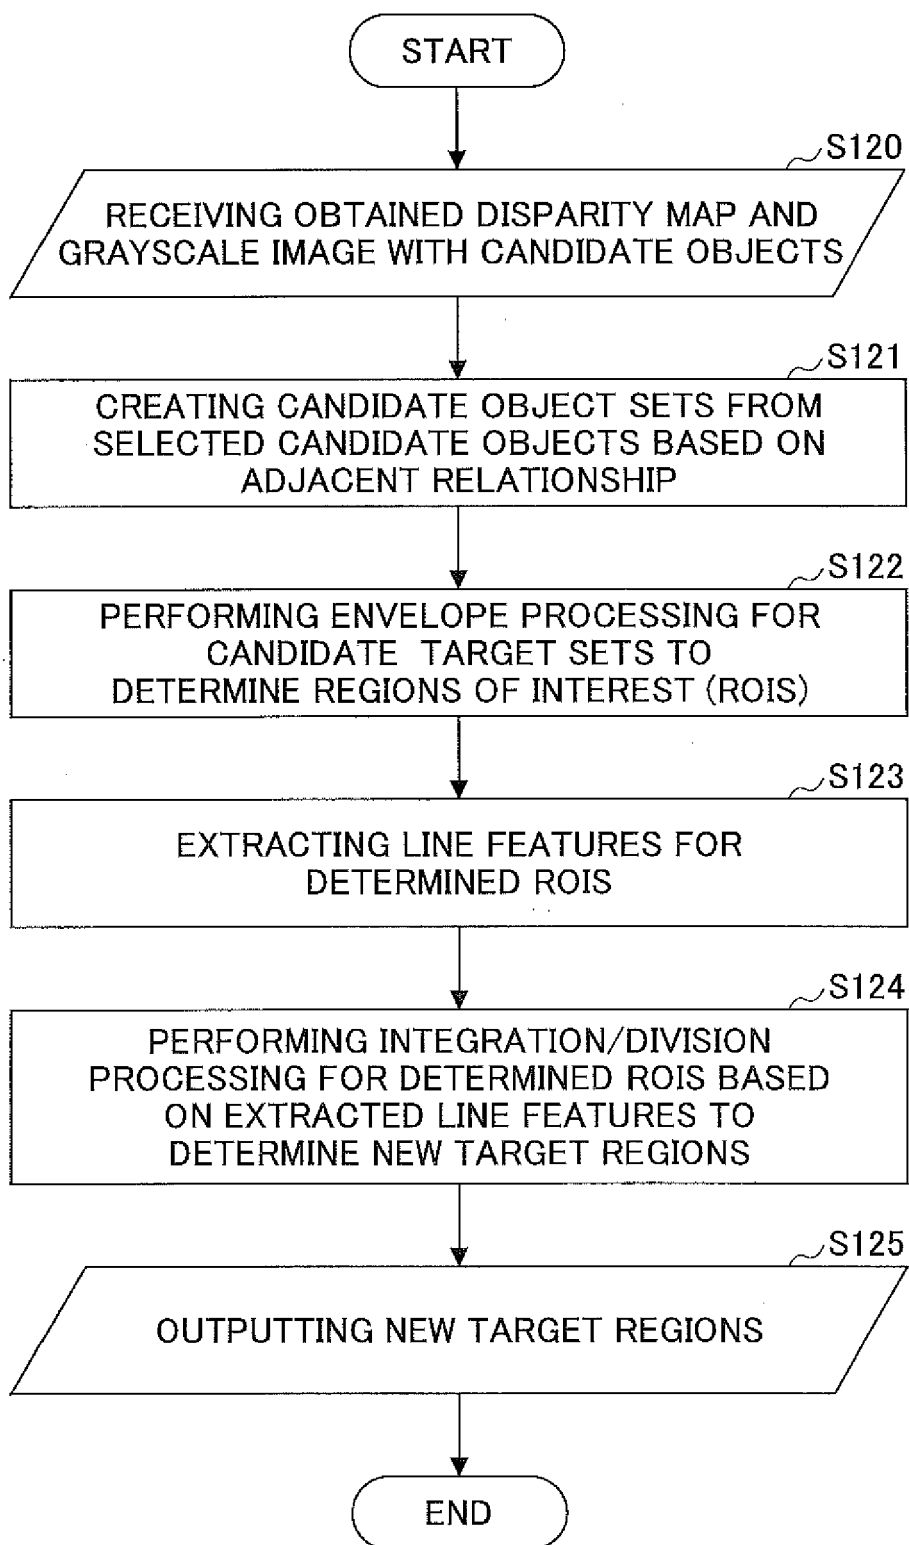 START
S120
RECEIVING OBTAINED DISPARITY MAP AND
GRAYSCALE IMAGE WITH CANDIDATE OBJECTS
S121
CREATING CANDIDATE OBJECT SETS FROM
SELECTED CANDIDATE OBJECTS BASED ON
ADJACENT RELATIONSHIP
S122
PERFORMING ENVELOPE PROCESSING FOR
CANDIDATE TARGET SETS TO
DETERMINE REGIONS OF INTEREST (ROIS)
S123
EXTRACTING LINE FEATURES FOR
DETERMINED ROIS
S124
PERFORMING INTEGRATION/DIVISION
PROCESSING FOR DETERMINED ROIS BASED
ON EXTRACTED LINE FEATURES TO
DETERMINE NEW TARGET REGIONS
S125
OUTPUTTING NEW TARGET REGIONS
END